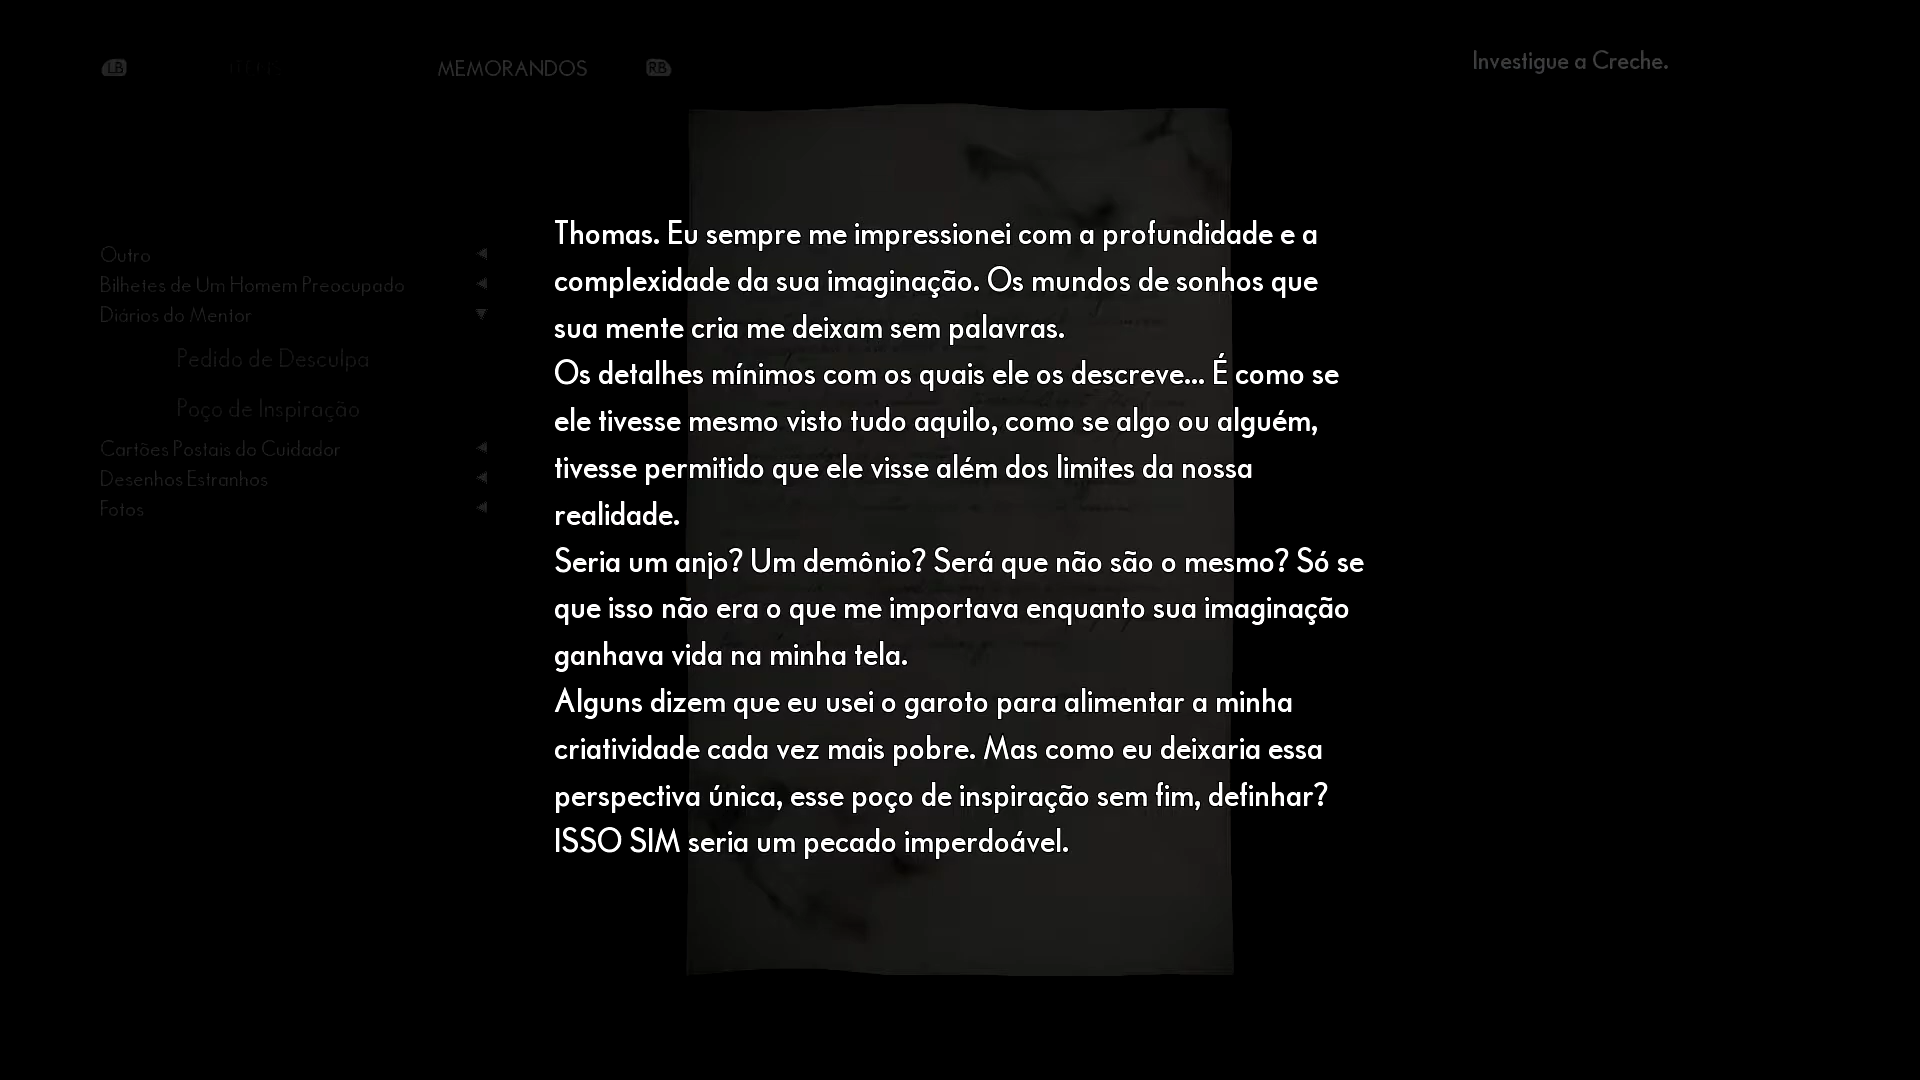 LB
MEMORANDOS
RB
Investigue a Creche.
Outro
Bilhetes de Um Homem Preocupado
Diários do Mentor
Pedido de Desculpa
Poço de Inspiração
Cartões Postais do Cuidador
Desenhos Estranhos
Fotos
Thomas. Eu sempre me impressionei com a profundidade e a
complexidade da sua imaginação. Os mundos de sonhos que
sua mente cria me deixam sem palavras.
Os detalhes mínimos com os quais ele os descreve... É como se
ele tivesse mesmo visto tudo aquilo, como se algo ou alguém,
tivesse permitido que ele visse além dos limites da nossa
realidade.
Seria um anjo? Um demônio? Será que não são o mesmo? Só se
que isso não era o que me importava enquanto sua imaginação
ganhava vida na minha tela.
Alguns dizem que eu usei o garoto para alimentar a minha
criatividade cada vez mais pobre. Mas como eu deixaria essa
perspectiva única, esse poço de inspiração sem fim, definhar?
ISSO SIM seria um pecado imperdoável.